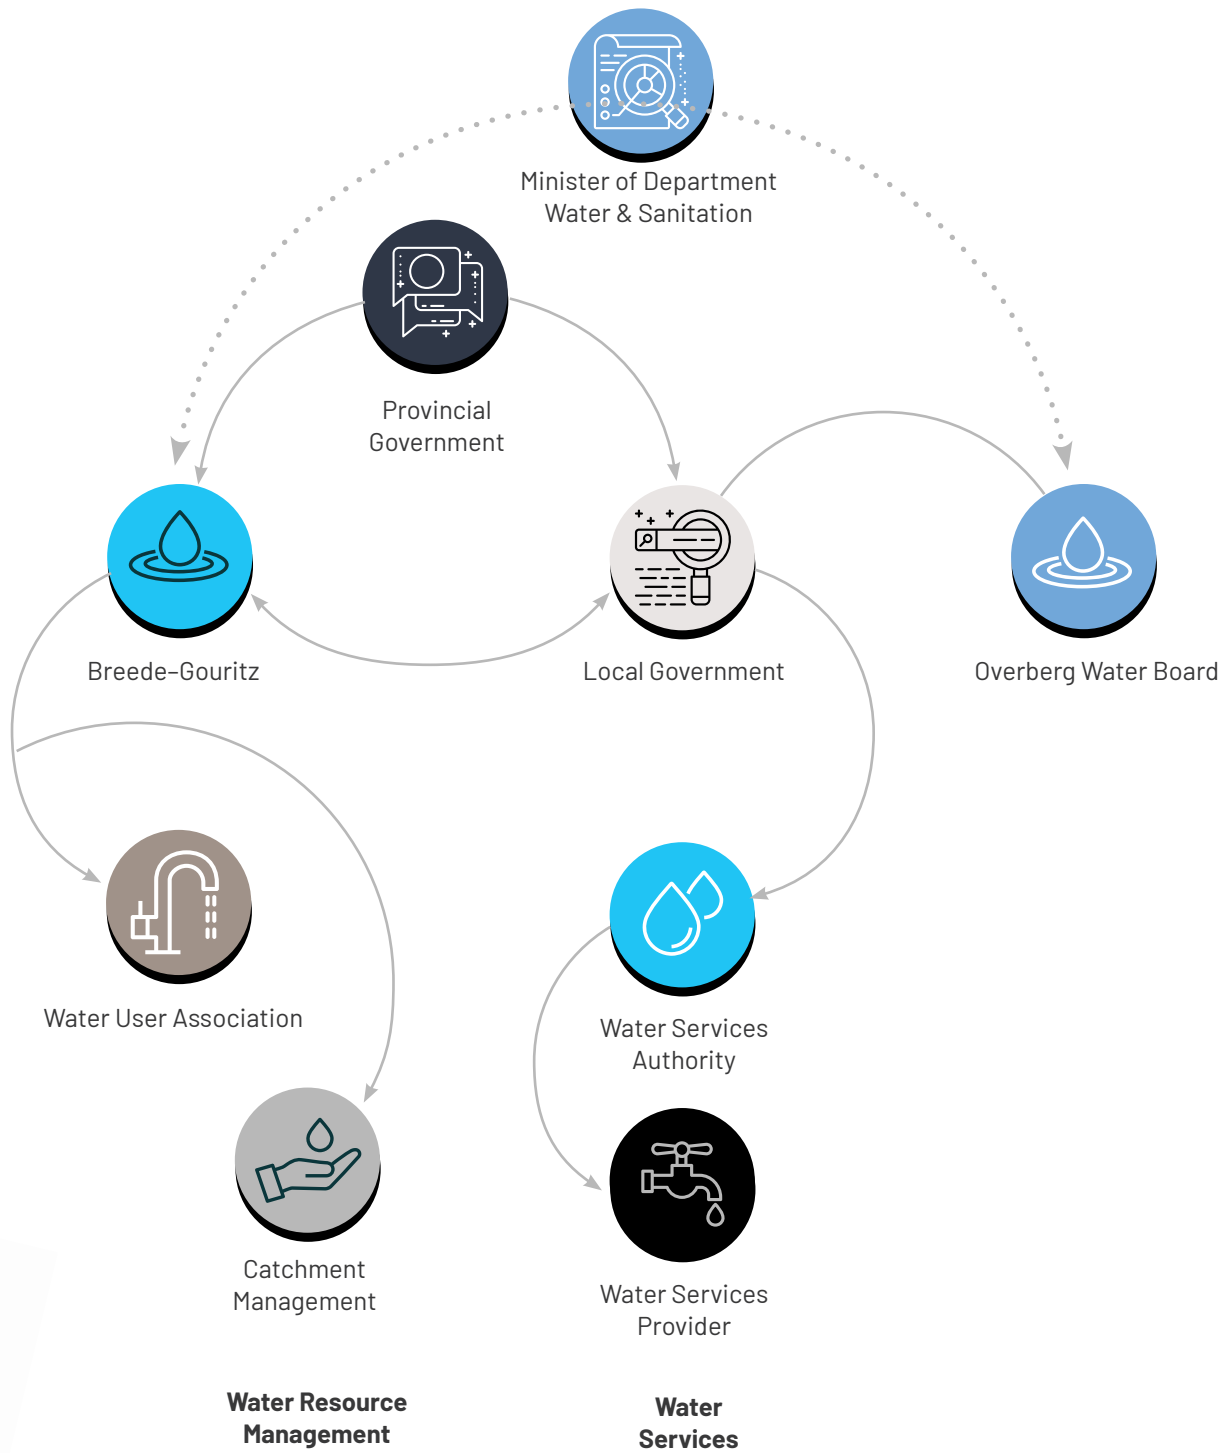 Minister of Department
Water & Sanitation
Provincial
Government
Breede–Gouritz
Local Government
Overberg Water Board
Water User Association
Water Services
Authority
Catchment
Management
Water Services
Provider
Water Resource
Management
Water
Services